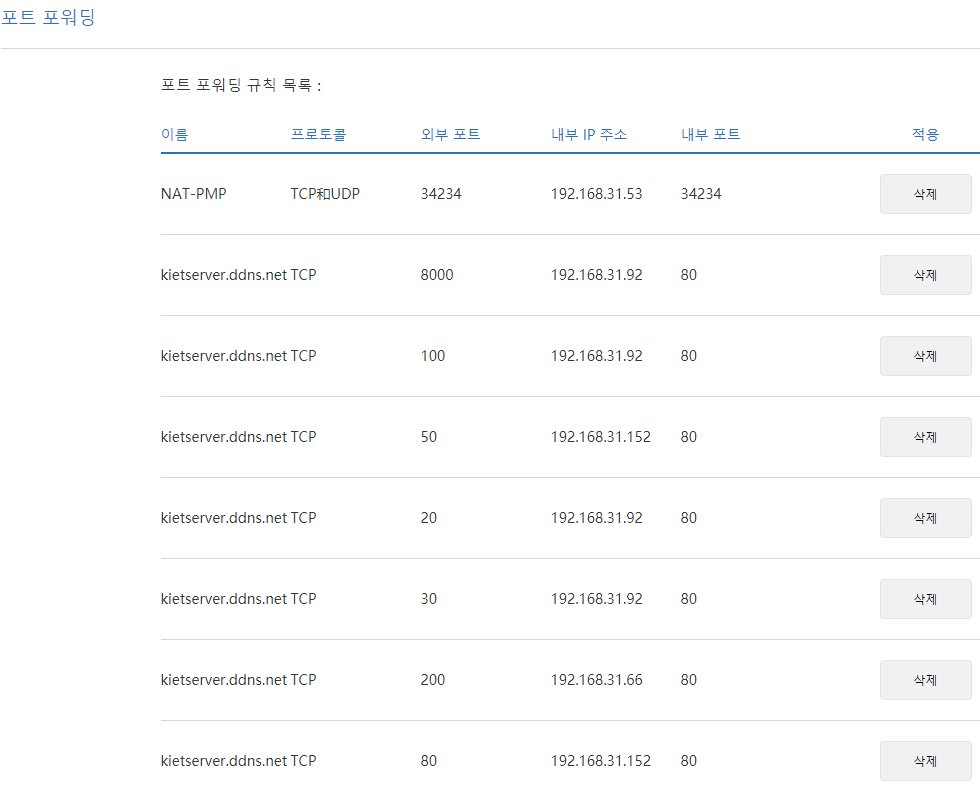 포트 포워딩
포트 포워딩 규칙 목록 :
이름 프로토콜 외부 포트 내부 IP 주소 내부 포트 적용
NAT-PMP TCP和UDP 34234 192.168.31.53 34234 삭제
kietserver.ddns.net TCP 8000 192.168.31.92 80 삭제
kietserver.ddns.net TCP 100 192.168.31.92 80 삭제
kietserver.ddns.net TCP 50 192.168.31.152 80 삭제
kietserver.ddns.net TCP 20 192.168.31.92 80 삭제
kietserver.ddns.net TCP 30 192.168.31.92 80 삭제
kietserver.ddns.net TCP 200 192.168.31.66 80 삭제
kietserver.ddns.net TCP 80 192.168.31.152 80 삭제